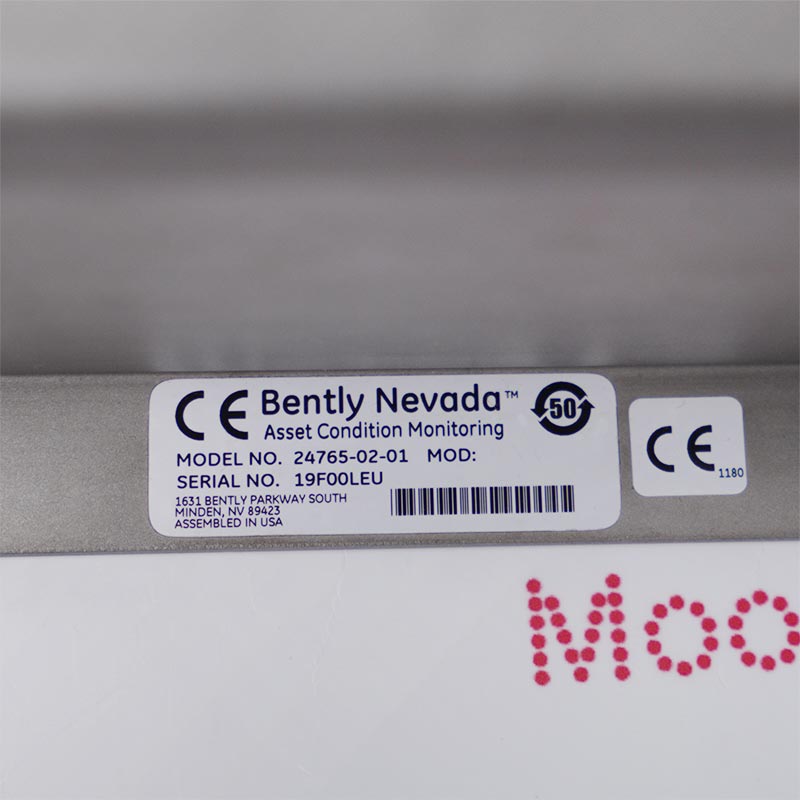 CE Bently Nevada™ 50
Asset Condition Monitoring
MODEL NO. 24765-02-01 MOD:
SERIAL NO. 19F00LEU
1631 BENTLY PARKWAY SOUTH
MINDEN, NV 89423
ASSEMBLED IN USA
CE 1180
Moo